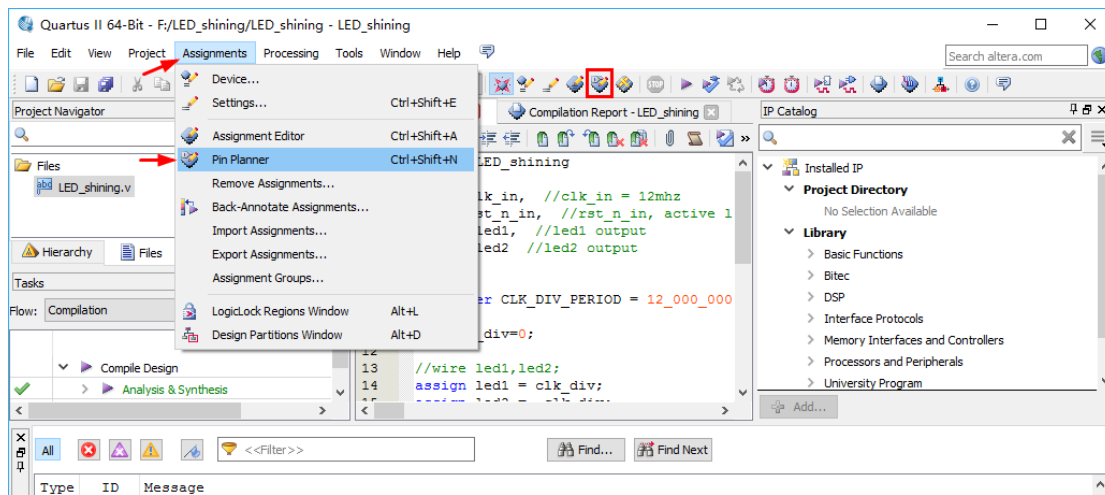 Quartus II 64-Bit - F:/LED_shining/LED_shining - LED_shining
File Edit View Project Assignments Processing Tools Window Help
Search altera.com
Project Navigator
Files
LED_shining.v
Hierarchy Files
Tasks
Flow: Compilation
Compile Design
Analysis & Synthesis
Device...
Settings... Ctrl+Shift+E
Assignment Editor Ctrl+Shift+A
Pin Planner Ctrl+Shift+N
Remove Assignments...
Back-Annotate Assignments...
Import Assignments...
Export Assignments...
Assignment Groups...
LogicLock Regions Window Alt+L
Design Partitions Window Alt+D
Compilation Report - LED_shining
LED_shining
lk_in, //clk_in = 12mhz
st_n_in, //rst_n_in, active l
led1, //led1 output
led2 //led2 output
er CLK_DIV_PERIOD = 12_000_000
_div=0;
12
13 //wire led1,led2;
14 assign led1 = clk_div;
IP Catalog
Installed IP
Project Directory
No Selection Available
Library
Basic Functions
Bitec
DSP
Interface Protocols
Memory Interfaces and Controllers
Processors and Peripherals
University Program
Add...
All
<<Filter>>
Find... Find Next
Type ID Message